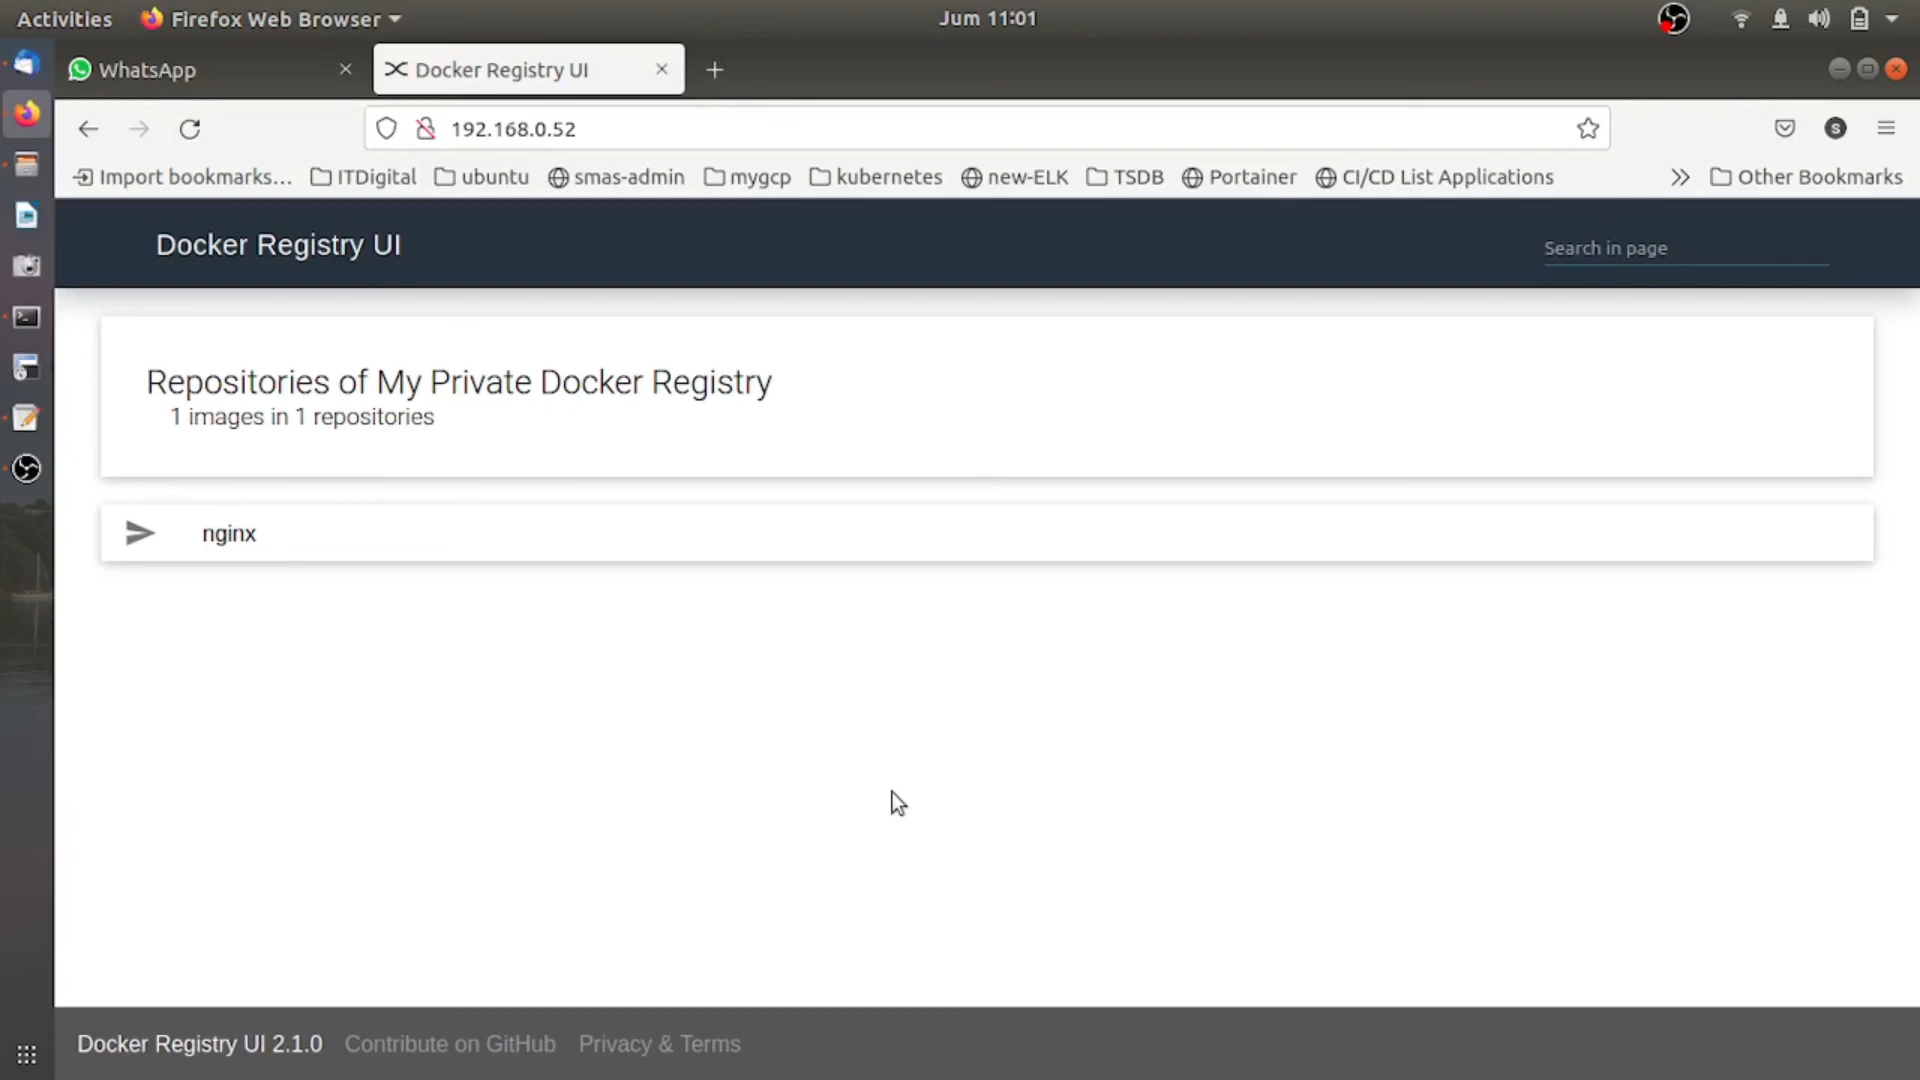 Activities
Firefox Web Browser
Jum 11:01
WhatsApp
Docker Registry UI
192.168.0.52
S
Import bookmarks...
ITDigital
ubuntu
smas-admin
mygcp
kubernetes
new-ELK
TSDB
Portainer
CI/CD List Applications
Other Bookmarks
Docker Registry UI
Search in page
Repositories of My Private Docker Registry
1 images in 1 repositories
nginx
Docker Registry UI 2.1.0
Contribute on GitHub
Privacy & Terms